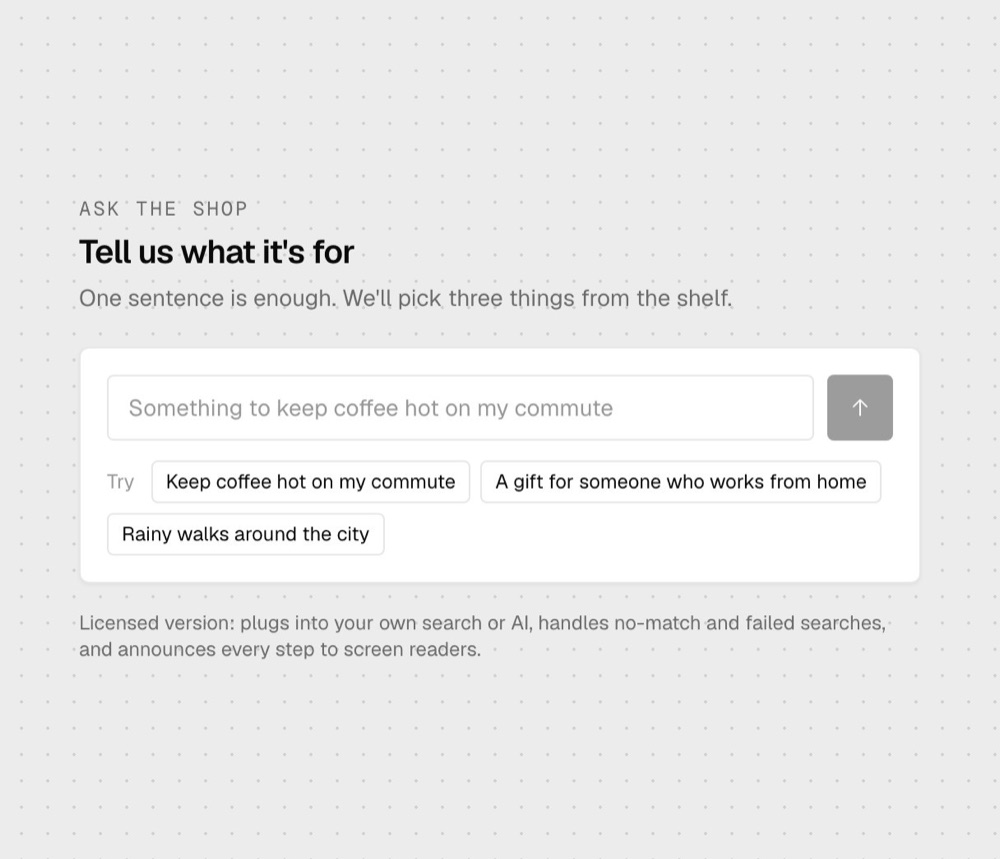 ASK THE SHOP
Tell us what it's for
One sentence is enough. We'll pick three things from the shelf.
Something to keep coffee hot on my commute
Try Keep coffee hot on my commute A gift for someone who works from home
Rainy walks around the city
Licensed version: plugs into your own search or AI, handles no-match and failed searches,
and announces every step to screen readers.